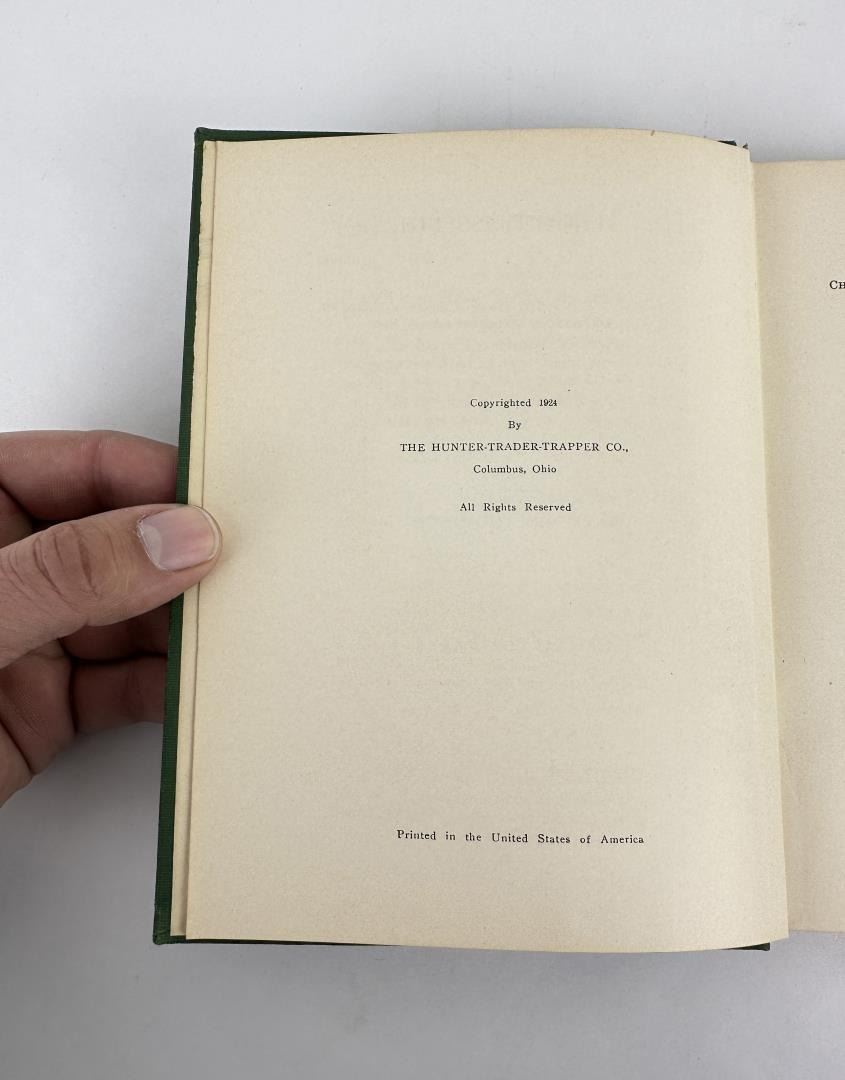 Copyrighted 1924
By
THE HUNTER-TRADER-TRAPPER CO.,
Columbus, Ohio
All Rights Reserved
Printed in the United States of America